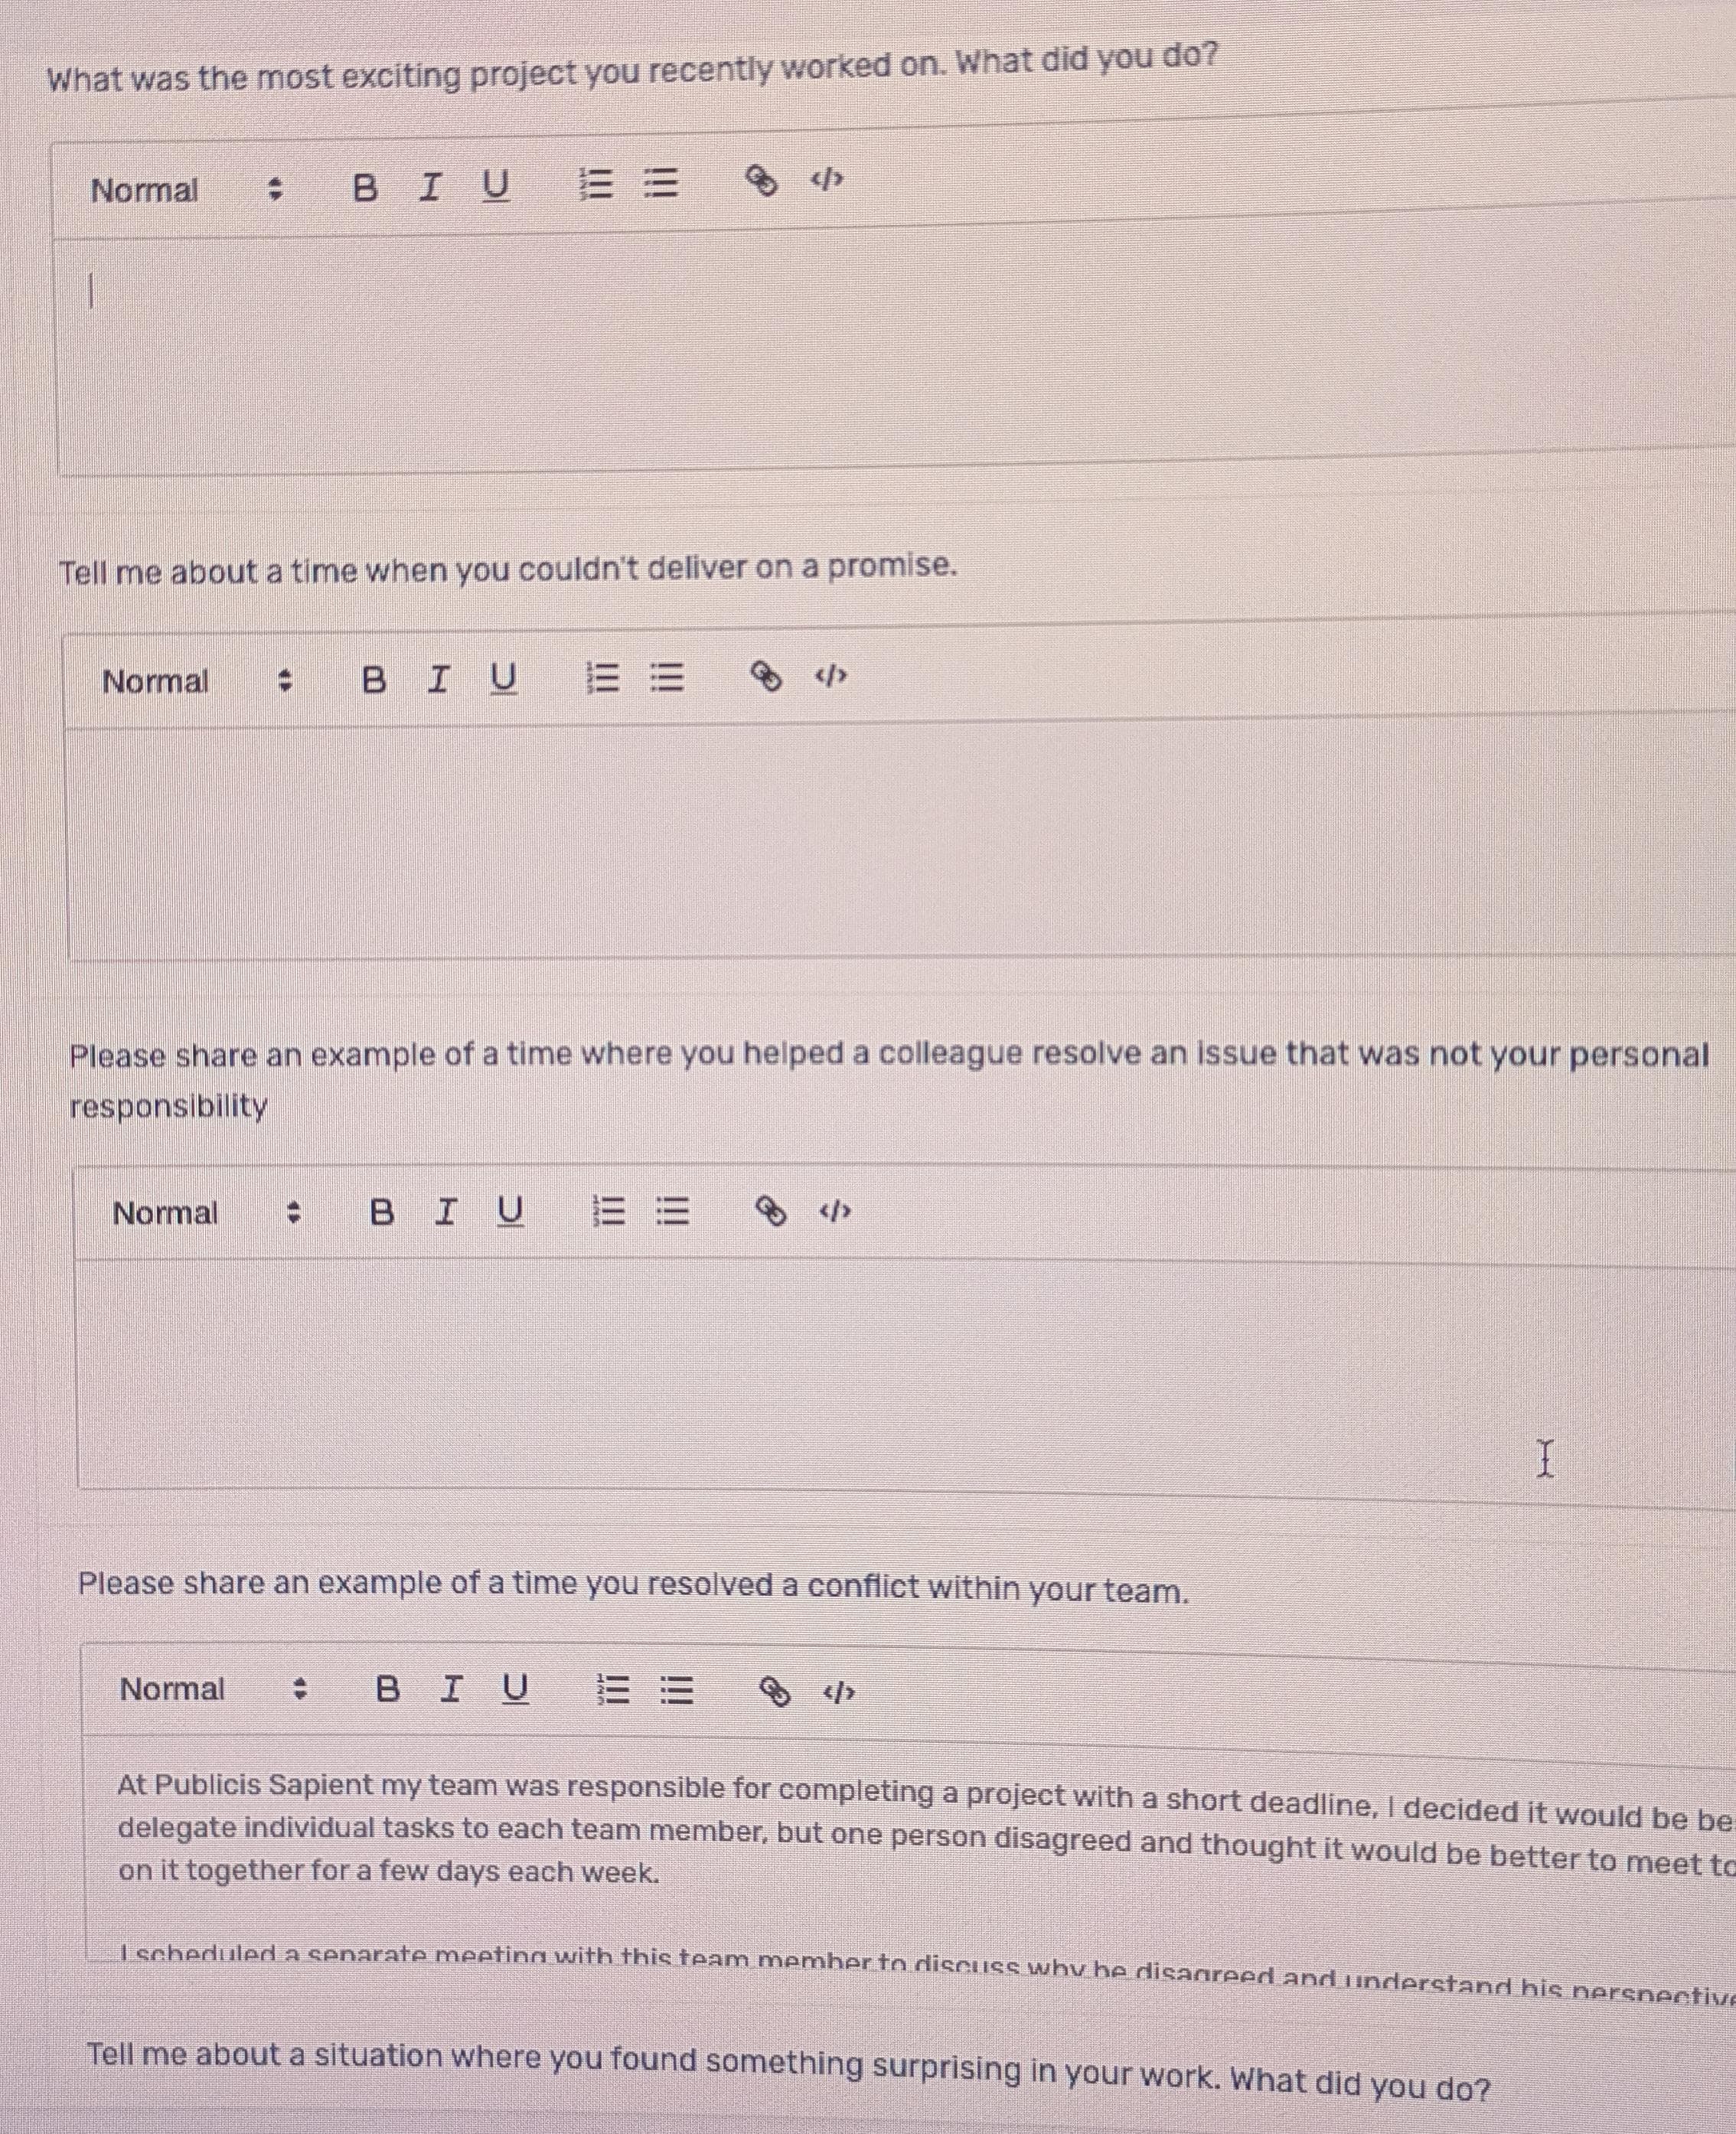 What was the most exciting project you recently worked on. What did you do?
Normal B I U </>
Tell me about a time when you couldn't deliver on a promise.
Normal B I U </>
Please share an example of a time where you helped a colleague resolve an issue that was not your personal
responsibility
Normal B I U </>
Please share an example of a time you resolved a conflict within your team.
Normal B I U </>
At Publicis Sapient my team was responsible for completing a project with a short deadline, I decided it would be be
delegate individual tasks to each team member, but one person disagreed and thought it would be better to meet to
on it together for a few days each week.
I scheduled a separate meeting with this team member to discuss why he disagreed and understand his perspective
Tell me about a situation where you found something surprising in your work. What did you do?